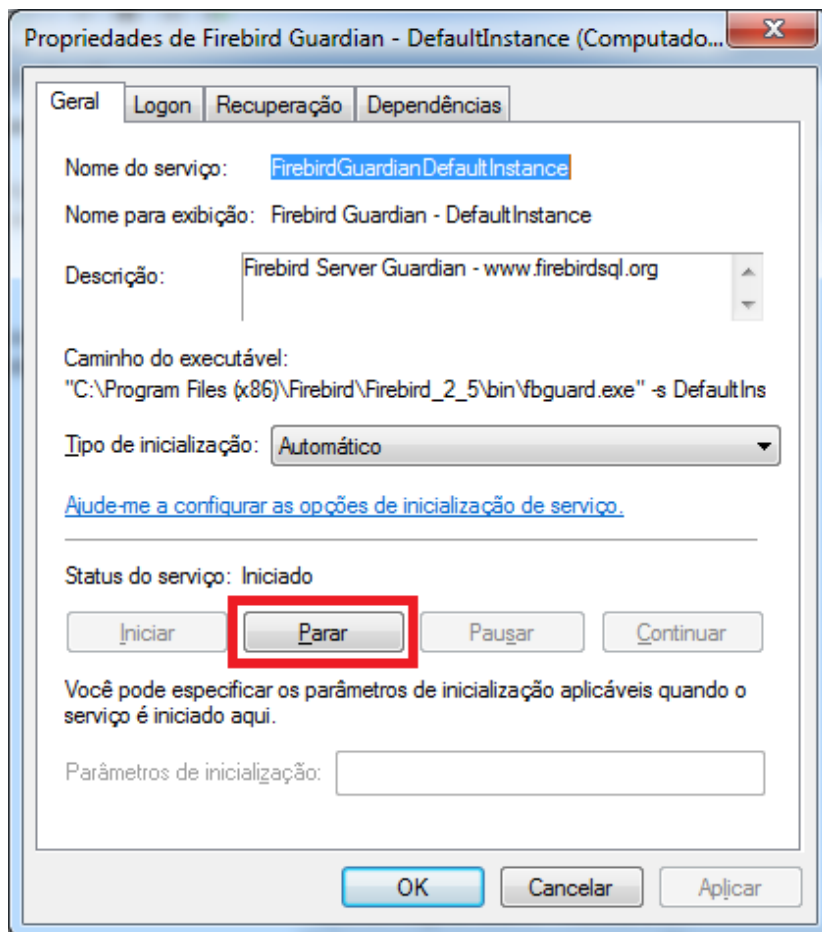 Propriedades de Firebird Guardian - DefaultInstance (Computado...
Geral Logon Recuperação Dependências
Nome do serviço: FirebirdGuardianDefaultInstance
Nome para exibição: Firebird Guardian - DefaultInstance
Descrição: Firebird Server Guardian - www.firebirdsql.org
Caminho do executável:
"C:\Program Files (x86)\Firebird\Firebird_2_5\bin\fbguard.exe" -s DefaultIns
Tipo de inicialização: Automático
Ajude-me a configurar as opções de inicialização de serviço.
Status do serviço: Iniciado
Iniciar Parar Pausar Continuar
Você pode especificar os parâmetros de inicialização aplicáveis quando o
serviço é iniciado aqui.
Parâmetros de inicialização:
OK Cancelar Aplicar